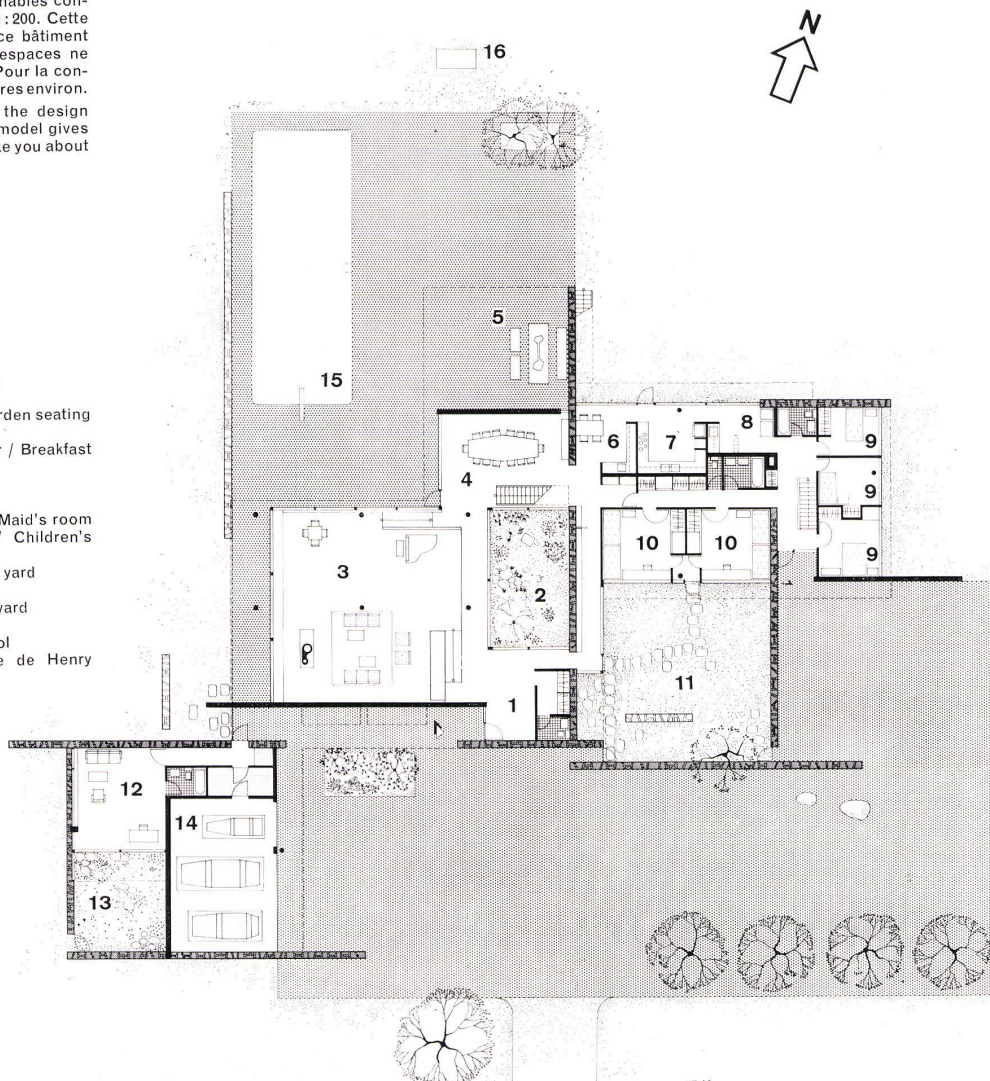 nables con-
: 200. Cette
ce bâtiment
espaces ne
Pour la con-
res environ.
the design
model gives
e you about
N
16
5
15
rden seating
/ Breakfast
6
7
8
9
4
9
Maid's room
Children's
yard
yard
ol
e de Henry
3
2
10
10
9
11
1
12
14
13